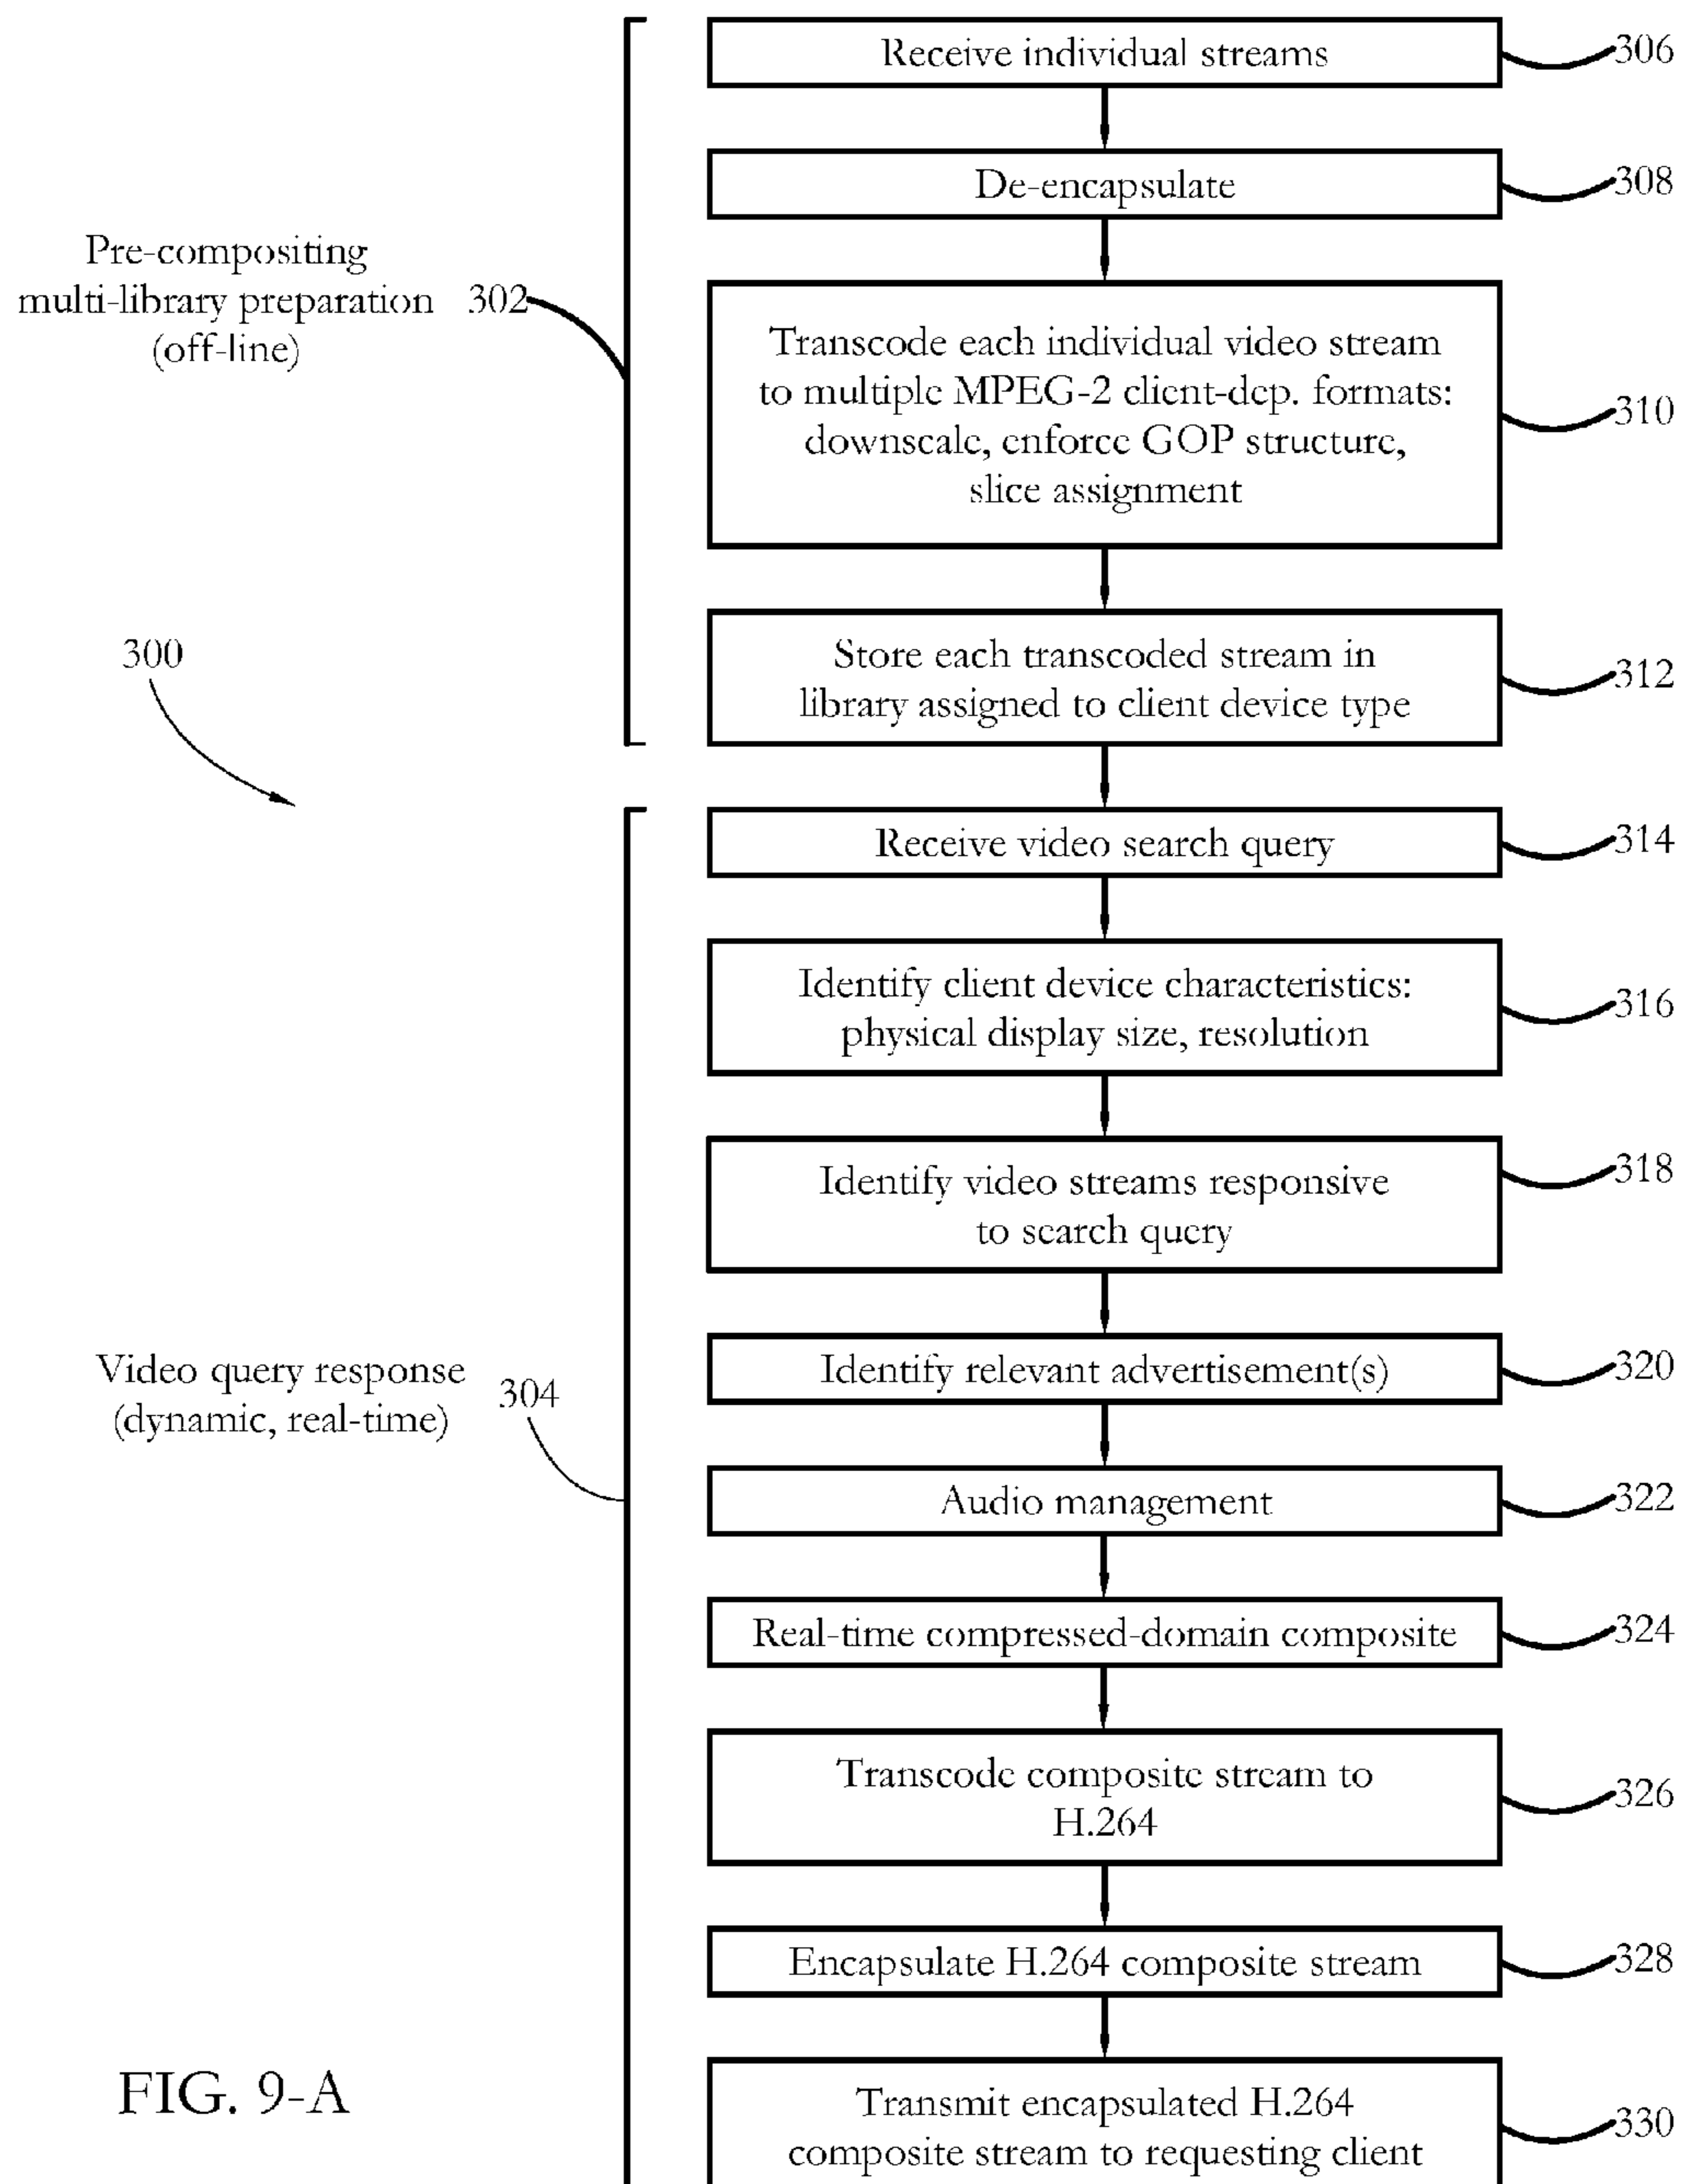 Receive individual streams
306
De-encapsulate
308
Pre-compositing
multi-library preparation
(off-line)
302
Transcode each individual video stream
to multiple MPEG-2 client-dep. formats:
downscale, enforce GOP structure,
slice assignment
310
300
Store each transcoded stream in
library assigned to client device type
312
Receive video search query
314
Identify client device characteristics:
physical display size, resolution
316
Identify video streams responsive
to search query
318
Video query response
(dynamic, real-time)
304
Identify relevant advertisement(s)
320
Audio management
322
Real-time compressed-domain composite
324
Transcode composite stream to
H.264
326
Encapsulate H.264 composite stream
328
Transmit encapsulated H.264
composite stream to requesting client
330
FIG. 9-A